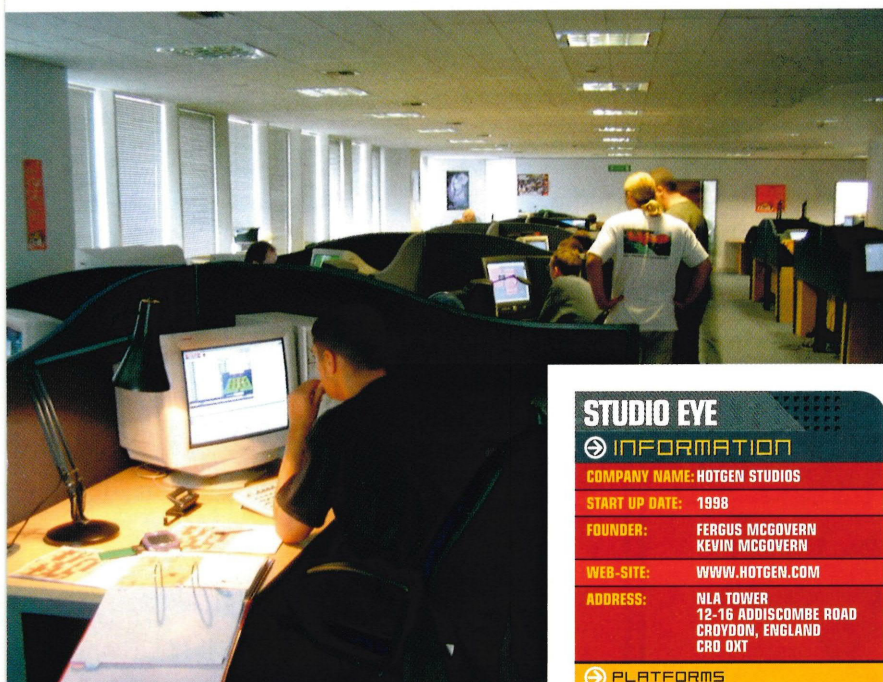 STUDIO EYE
INFORMATION
COMPANY NAME: HOTGEN STUDIOS
START UP DATE: 1998
FOUNDER: FERGUS MCGOVERN
KEVIN MCGOVERN
WEB-SITE: WWW.HOTGEN.COM
ADDRESS: NLA TOWER
12-16 ADDISCOMBE ROAD
CROYDON, ENGLAND
CRO OXT
PLATFORMS